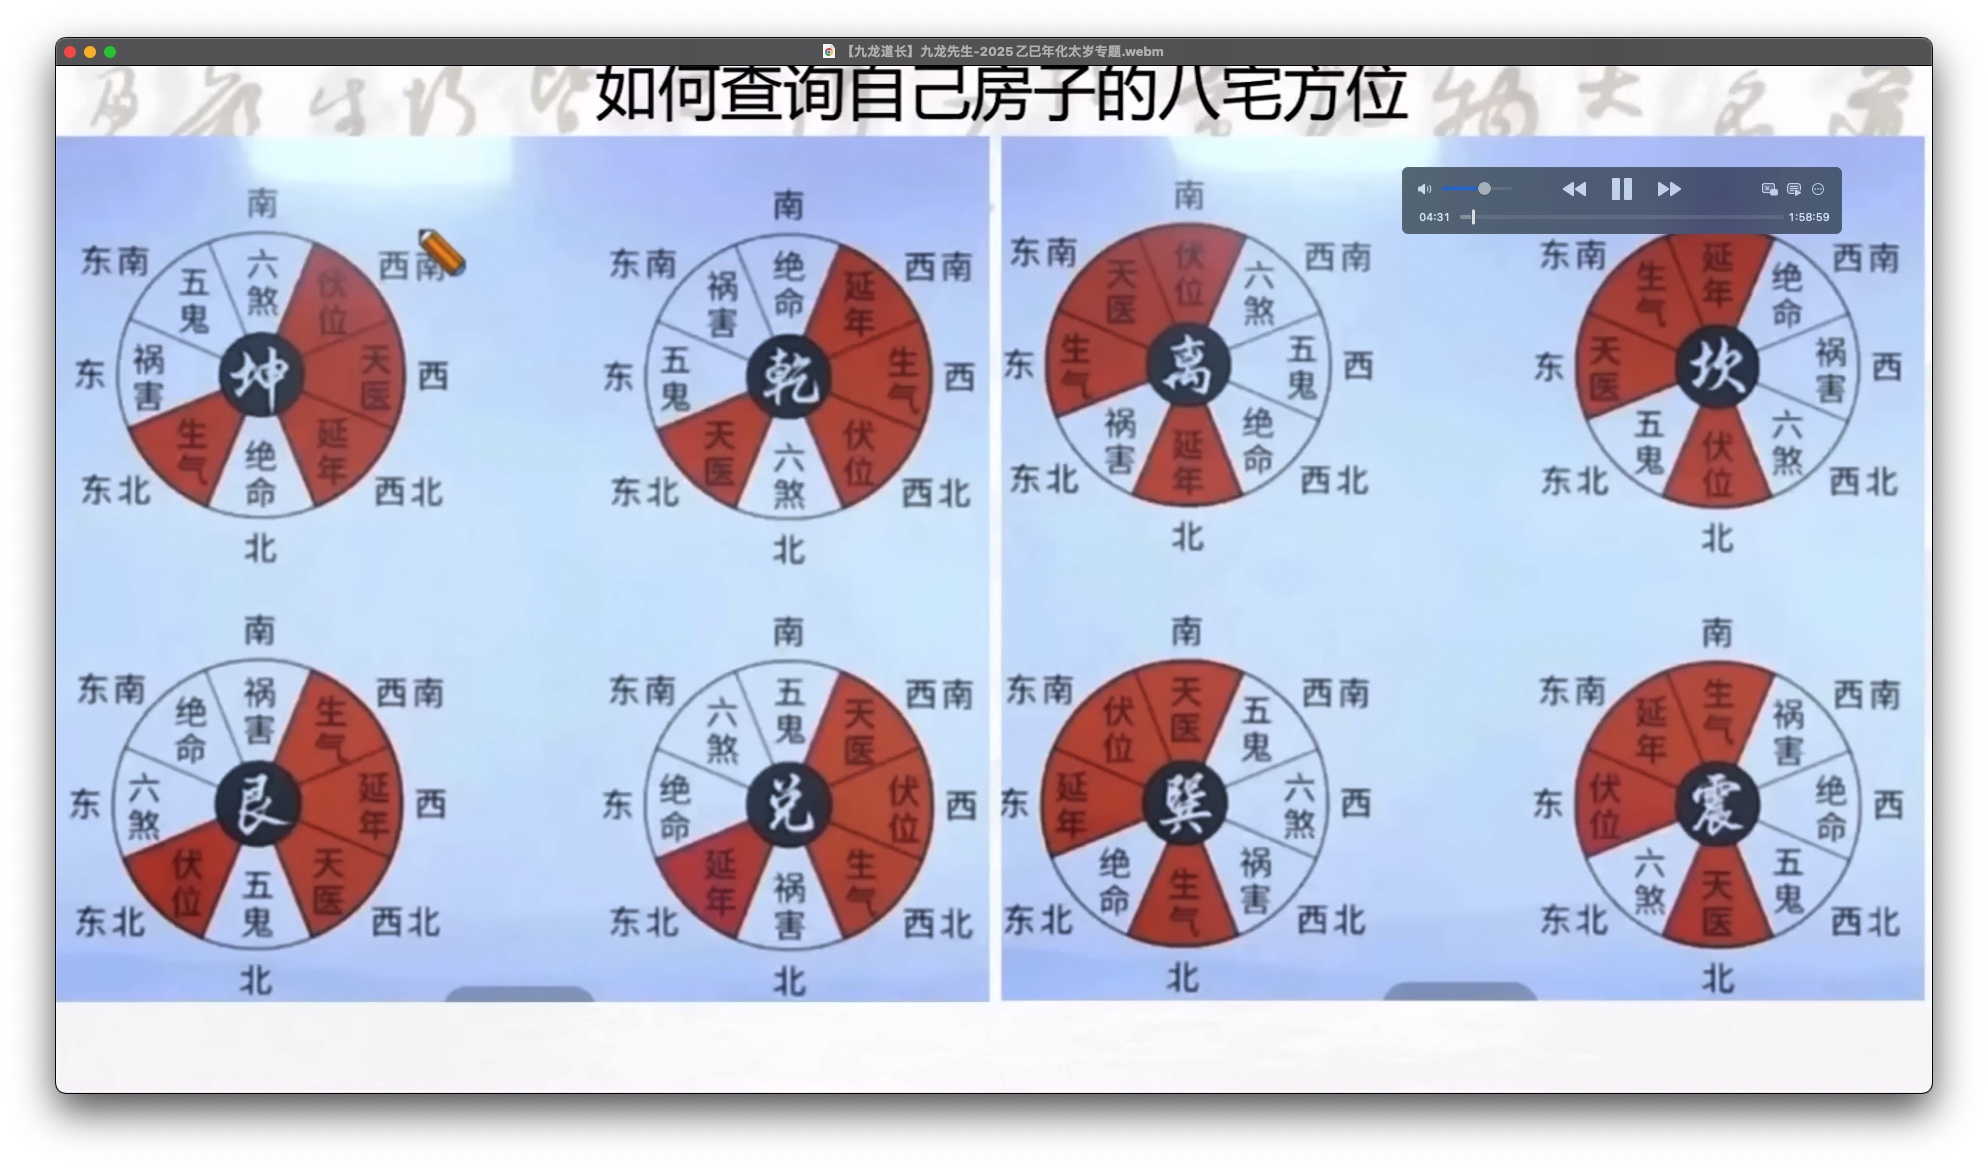 【九龙道长】九龙先生-2025乙巳年化太岁专题.webm
如何查询自己房子的八宅方位
04:31
1:58:59
南
东南
西南
六煞
五鬼
伏位
东
祸害
坤
天医
西
生气
绝命
延年
东北
西北
北
南
东南
西南
绝命
祸害
延年
东
五鬼
乾
生气
西
天医
六煞
伏位
东北
西北
北
南
东南
西南
伏位
天医
六煞
东
生气
离
五鬼
西
祸害
延年
绝命
东北
西北
北
东南
西南
延年
生气
绝命
东
天医
坎
祸害
西
五鬼
伏位
六煞
东北
西北
北
南
东南
西南
祸害
绝命
生气
东
六煞
艮
延年
西
伏位
五鬼
天医
东北
西北
北
南
东南
西南
五鬼
六煞
天医
东
绝命
兑
伏位
西
延年
祸害
生气
东北
西北
北
南
东南
西南
天医
伏位
五鬼
东
延年
巽
六煞
西
绝命
生气
祸害
东北
西北
北
南
东南
西南
生气
延年
祸害
东
伏位
震
绝命
西
六煞
天医
五鬼
东北
西北
北